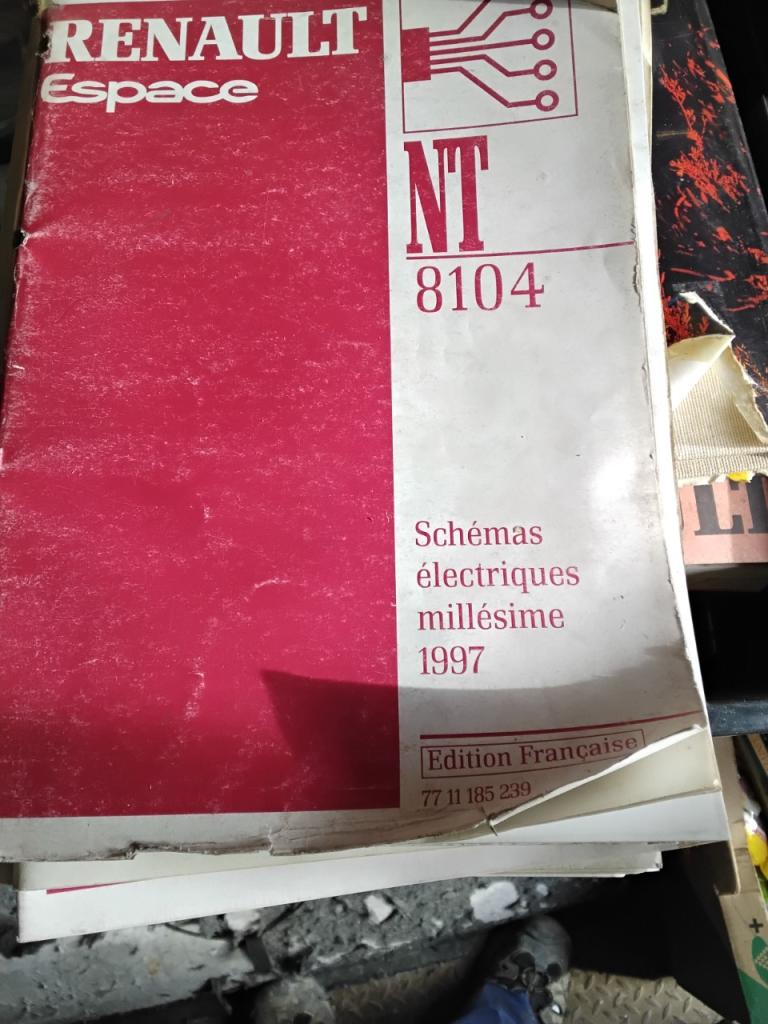 RENAULT
Espace
NT
8104
Schémas
électriques
millésime
1997
Edition Française
77 11 185 239